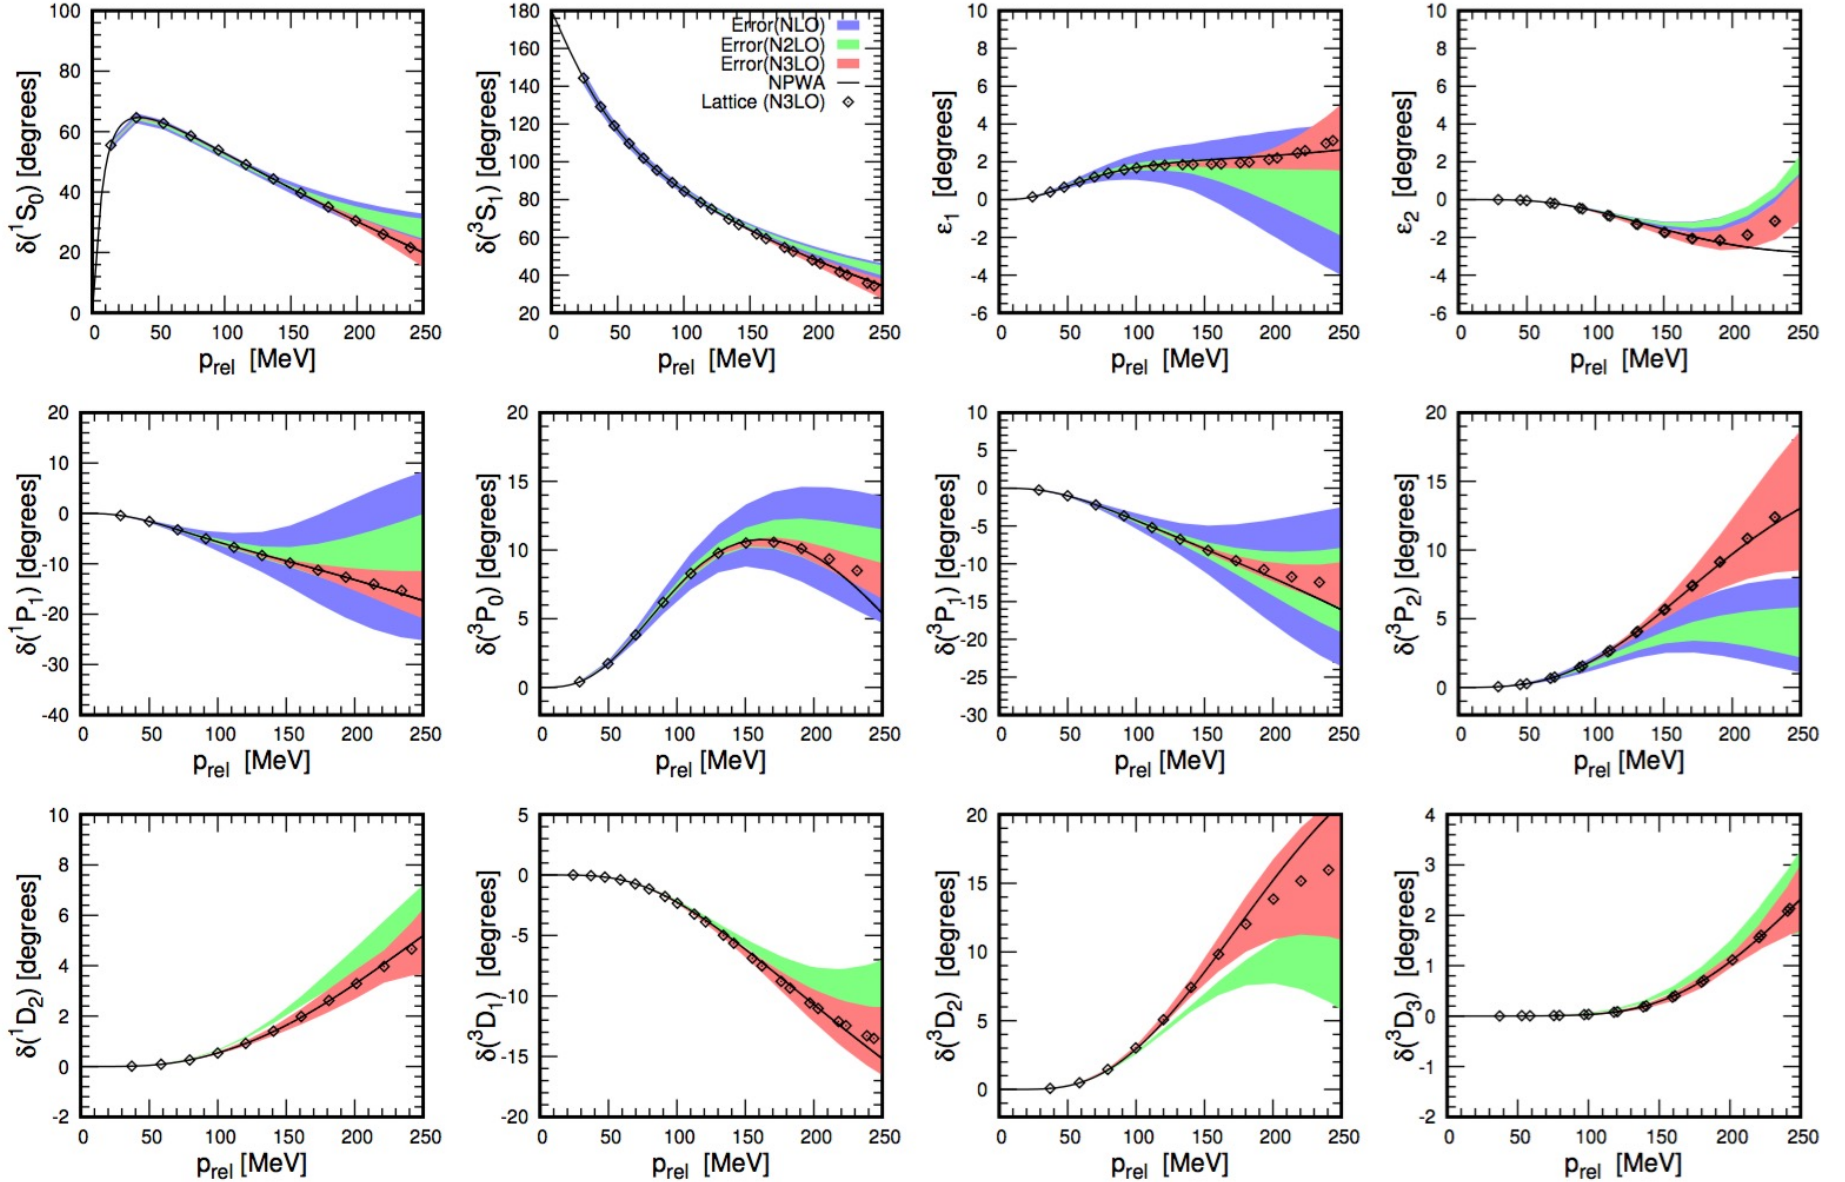 δ(¹S₀) [degrees]
100
80
60
40
20
0
0 50 100 150 200 250
p_rel [MeV]
δ(³S₁) [degrees]
180
160
140
120
100
80
60
40
20
Error(NLO)
Error(N2LO)
Error(N3LO)
NPWA
Lattice (N3LO)
0 50 100 150 200 250
p_rel [MeV]
ε₁ [degrees]
10
8
6
4
2
0
-2
-4
-6
0 50 100 150 200 250
p_rel [MeV]
ε₂ [degrees]
10
8
6
4
2
0
-2
-4
-6
0 50 100 150 200 250
p_rel [MeV]
δ(¹P₁) [degrees]
20
10
0
-10
-20
-30
-40
0 50 100 150 200 250
p_rel [MeV]
δ(³P₀) [degrees]
20
15
10
5
0
0 50 100 150 200 250
p_rel [MeV]
δ(³P₁) [degrees]
10
5
0
-5
-10
-15
-20
-25
-30
0 50 100 150 200 250
p_rel [MeV]
δ(³P₂) [degrees]
20
15
10
5
0
0 50 100 150 200 250
p_rel [MeV]
δ(¹D₂) [degrees]
10
8
6
4
2
0
-2
0 50 100 150 200 250
p_rel [MeV]
δ(³D₁) [degrees]
5
0
-5
-10
-15
-20
0 50 100 150 200 250
p_rel [MeV]
δ(³D₂) [degrees]
20
15
10
5
0
0 50 100 150 200 250
p_rel [MeV]
δ(³D₃) [degrees]
4
3
2
1
0
-1
-2
0 50 100 150 200 250
p_rel [MeV]